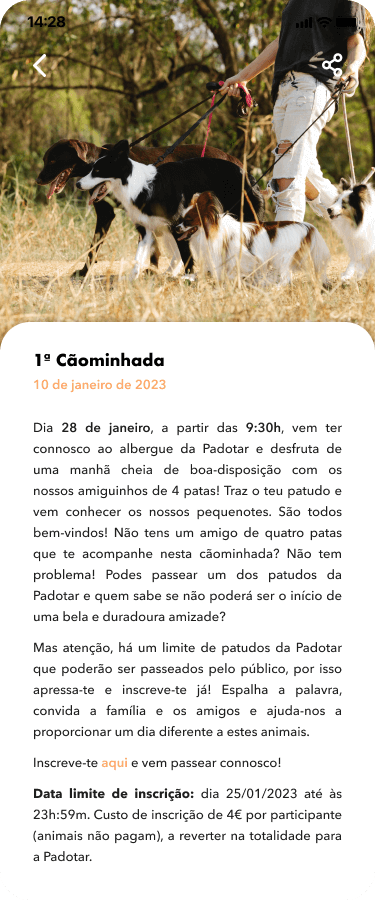 14:28
1ª Cãominhada
10 de janeiro de 2023
Dia 28 de janeiro, a partir das 9:30h, vem ter
connosco ao albergue da Padotar e desfruta de
uma manhã cheia de boa-disposição com os
nossos amiguinhos de 4 patas! Traz o teu patudo e
vem conhecer os nossos pequenotes. São todos
bem-vindos! Não tens um amigo de quatro patas
que te acompanhe nesta cãominhada? Não tem
problema! Podes passear um dos patudos da
Padotar e quem sabe se não poderá ser o início de
uma bela e duradoura amizade?
Mas atenção, há um limite de patudos da Padotar
que poderão ser passeados pelo público, por isso
apressa-te e inscreve-te já! Espalha a palavra,
convida a família e os amigos e ajuda-nos a
proporcionar um dia diferente a estes animais.
Inscreve-te aqui e vem passear connosco!
Data limite de inscrição: dia 25/01/2023 até às
23h:59m. Custo de inscrição de 4€ por participante
(animais não pagam), a reverter na totalidade para
a Padotar.